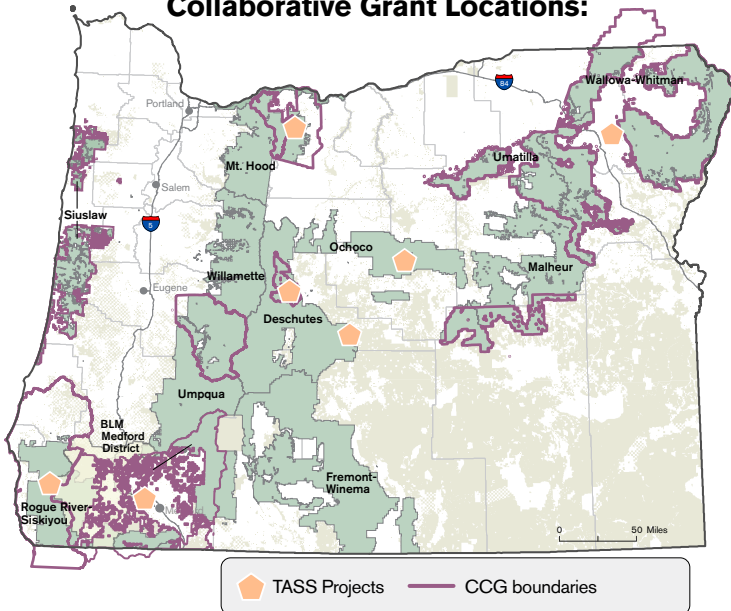 Collaborative Grant Locations:
84
Wallowa-Whitman
Portland
Umatilla
Mt. Hood
Salem
Siuslaw
5
Ochoco
Malheur
Willamette
Eugene
Deschutes
Umpqua
BLM
Medford
District
Fremont-
Winema
Rogue River-
Siskiyou
0
50 Miles
TASS Projects
CCG boundaries